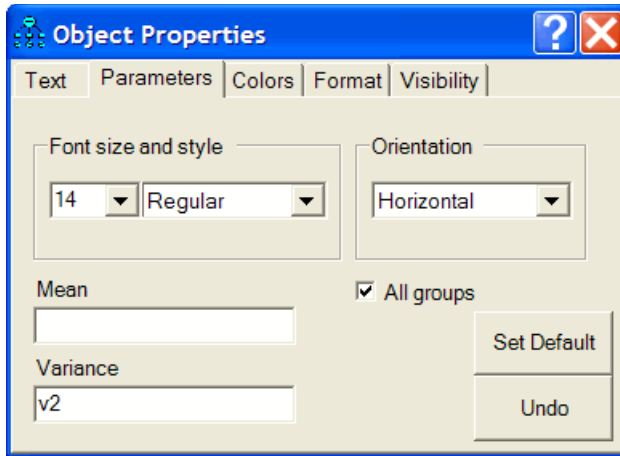 Object Properties
Text Parameters Colors Format Visibility
Font size and style
14 Regular
Orientation
Horizontal
Mean
All groups
Variance
v2
Set Default
Undo